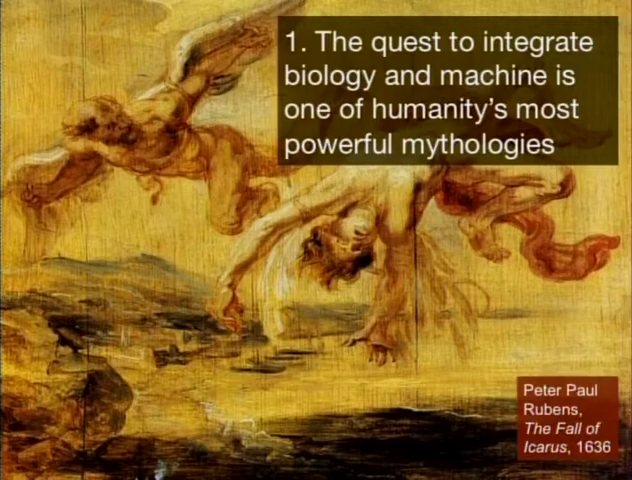 1. The quest to integrate
biology and machine is
one of humanity's most
powerful mythologies
Peter Paul
Rubens,
The Fall of
Icarus, 1636